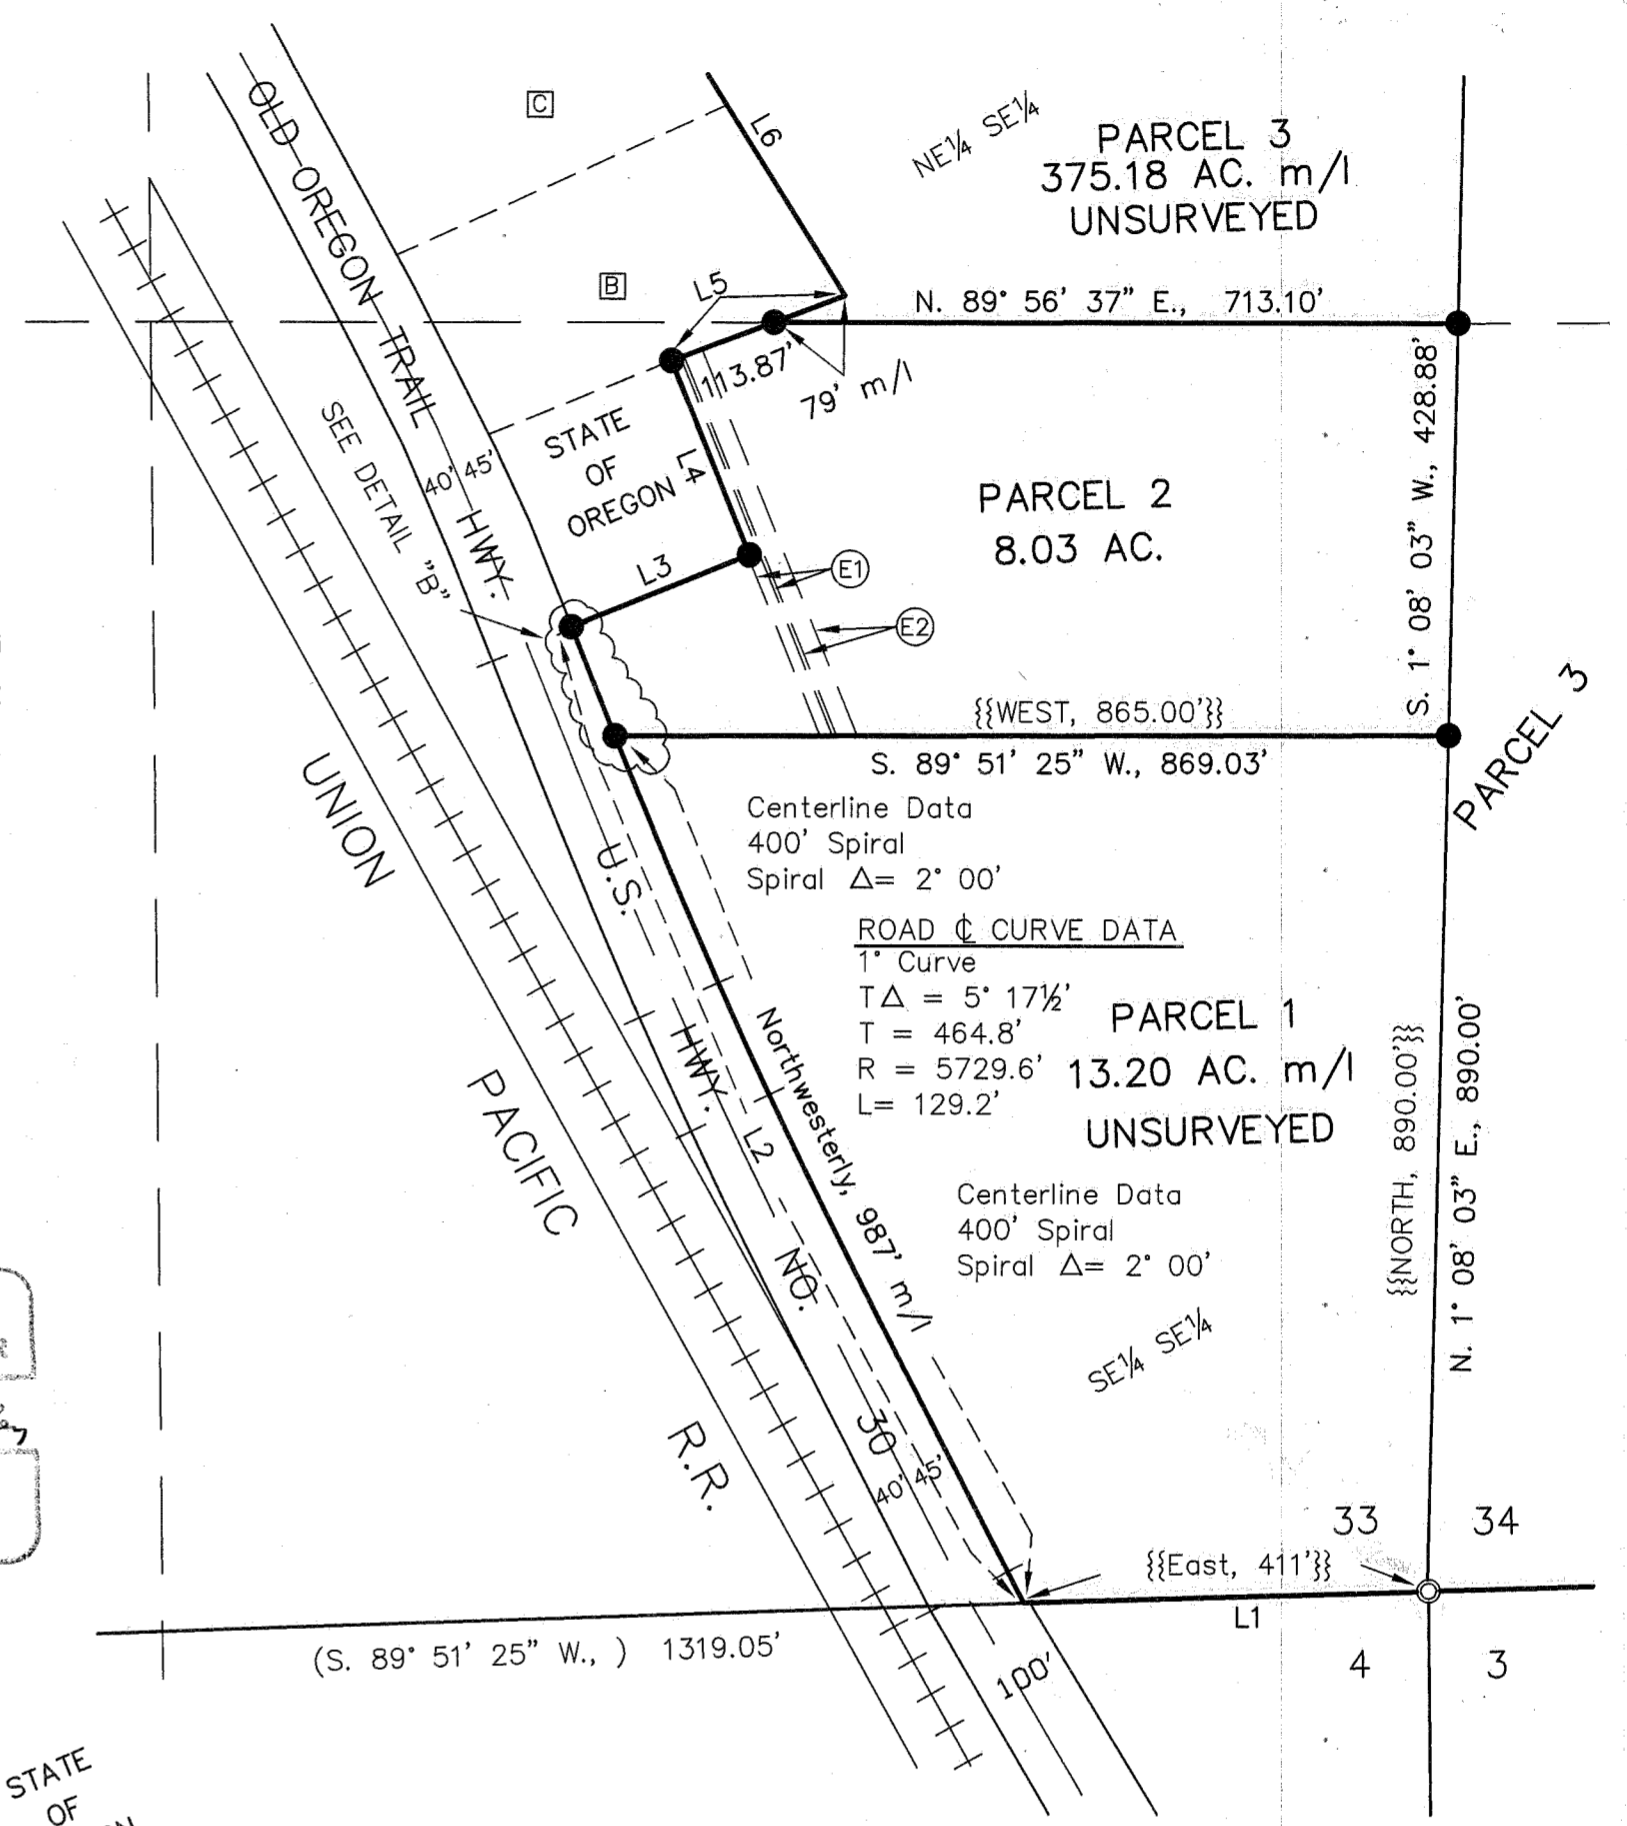 C
L6
NE¼ SE¼
PARCEL 3
375.18 AC. m/l
UNSURVEYED
OLD OREGON TRAIL HWY.
B
L5
N. 89° 56' 37" E., 713.10'
113.87'
79' m/l
S. 1° 08' 03" W., 428.88'
SEE DETAIL "B"
40' 45'
STATE
OF
OREGON
L4
L3
PARCEL 2
8.03 AC.
E1
E2
{{WEST, 865.00'}}
S. 89° 51' 25" W., 869.03'
PARCEL 3
UNION PACIFIC R.R.
U.S. HWY. NO. 30
Centerline Data
400' Spiral
Spiral Δ= 2° 00'
ROAD ℄ CURVE DATA
1° Curve
TΔ = 5° 17½'
T = 464.8'
R = 5729.6'
L= 129.2'
PARCEL 1
13.20 AC. m/l
UNSURVEYED
L2
Northwesterly, 987' m/l
{{NORTH, 890.00'}}
N. 1° 08' 03" E., 890.00'
Centerline Data
400' Spiral
Spiral Δ= 2° 00'
SE¼ SE¼
40' 45'
33
34
{{East, 411'}}
L1
(S. 89° 51' 25" W., ) 1319.05'
100'
4
3
STATE
OF